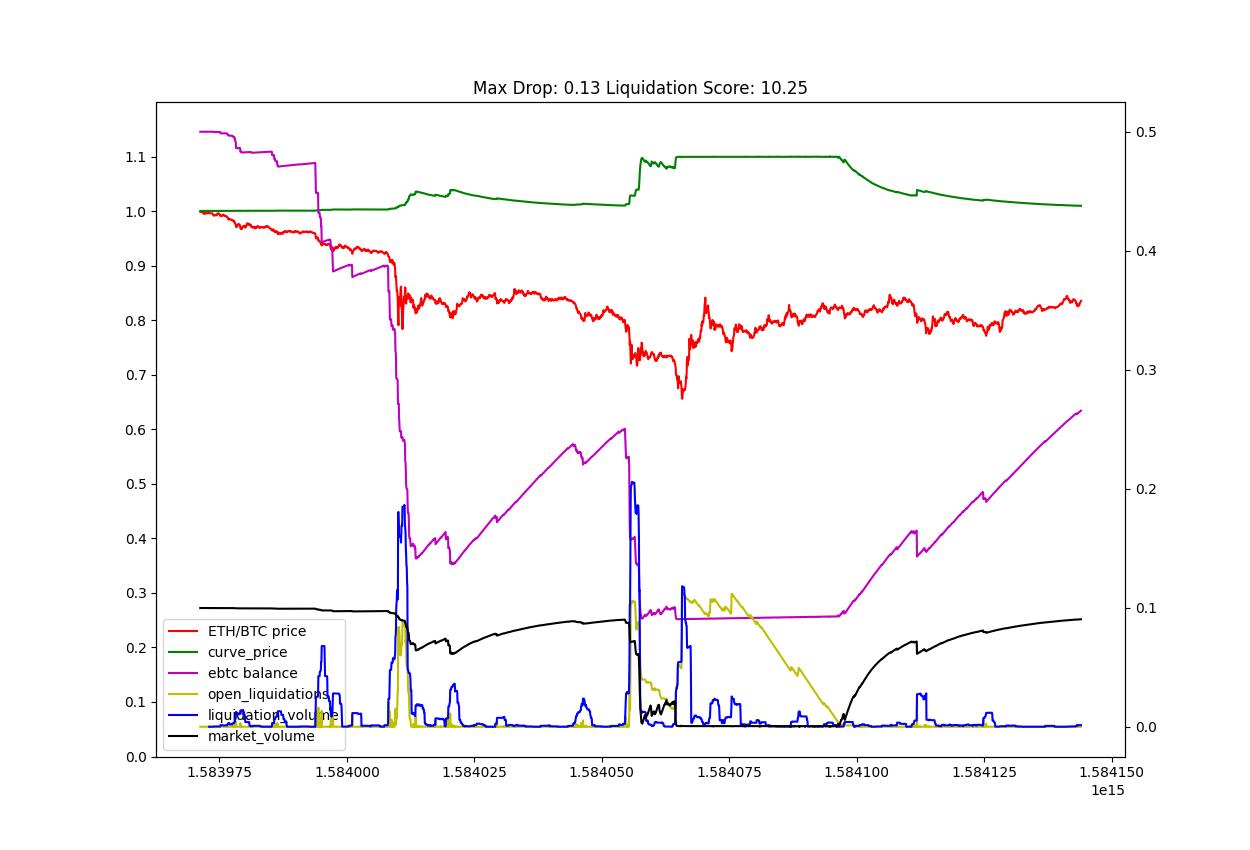 Max Drop: 0.13 Liquidation Score: 10.25
1.1
1.0
0.9
0.8
0.7
0.6
0.5
0.4
0.3
0.2
0.1
0.0
0.5
0.4
0.3
0.2
0.1
0.0
ETH/BTC price
curve_price
ebtc balance
open_liquidations
liquidation_volume
market_volume
1.583975 1.584000 1.584025 1.584050 1.584075 1.584100 1.584125 1.584150
1e15